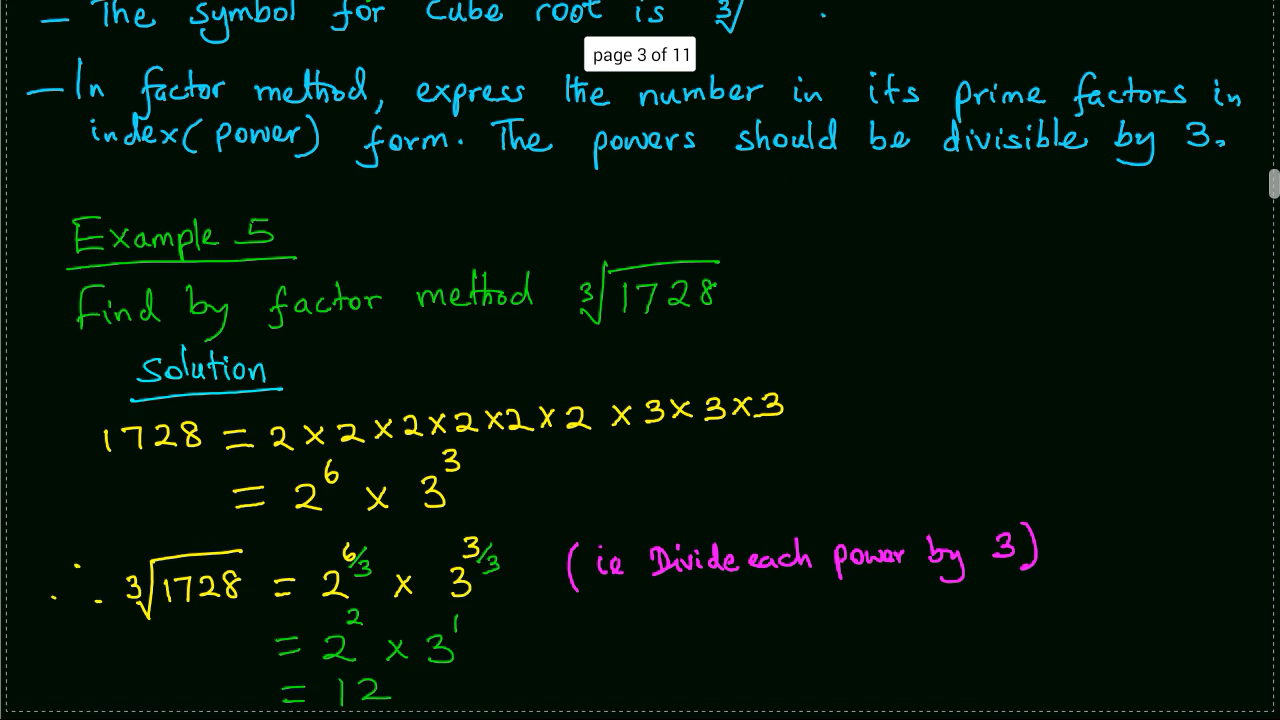 – The symbol for Cube root is ∛ .
page 3 of 11
– In factor method, express the number in its prime factors in
index(power) form. The powers should be divisible by 3.
Example 5
Find by factor method ∛1728
Solution
1728 = 2×2×2×2×2×2 ×3×3×3
= 2⁶ × 3³
∴ ∛1728 = 2^6/3 × 3^3/3 (ie Divide each power by 3)
= 2² × 3¹
= 12